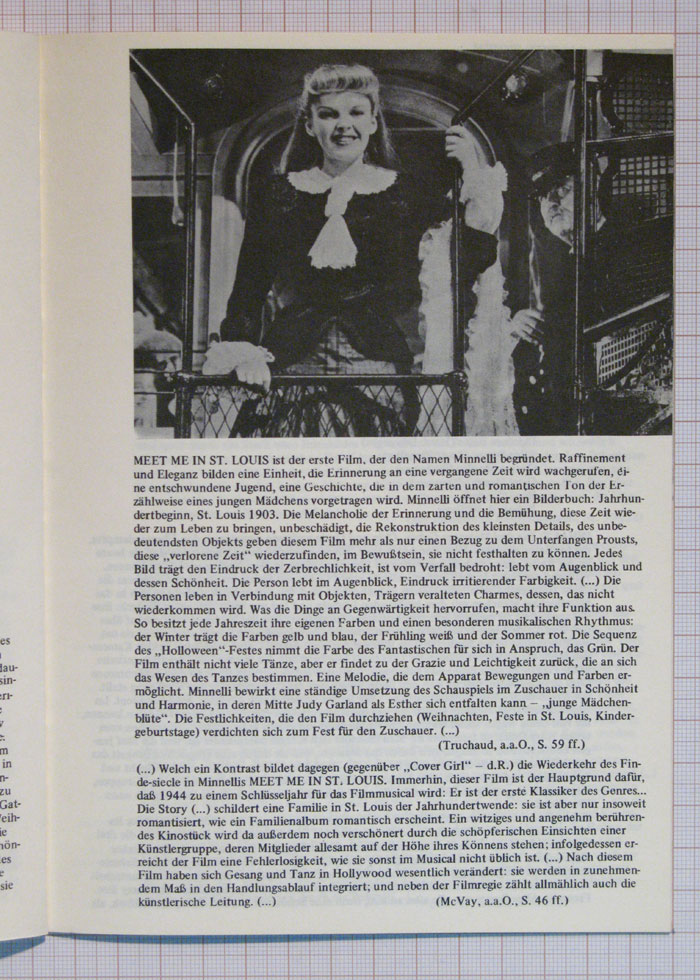 es
lau-
sin-
eri-
v
e.
m
in
n-
zu
Gat-
Weih-
ie
hön-
es
e
sie
MEET ME IN ST. LOUIS ist der erste Film, der den Namen Minnelli begründet. Raffinement
und Eleganz bilden eine Einheit, die Erinnerung an eine vergangene Zeit wird wachgerufen, ei-
ne entschwundene Jugend, eine Geschichte, die in dem zarten und romantischen Ton der Er-
zählweise eines jungen Mädchens vorgetragen wird. Minnelli öffnet hier ein Bilderbuch: Jahrhun-
dertbeginn, St. Louis 1903. Die Melancholie der Erinnerung und die Bemühung, diese Zeit wie-
der zum Leben zu bringen, unbeschädigt, die Rekonstruktion des kleinsten Details, des unbe-
deutendsten Objekts geben diesem Film mehr als nur einen Bezug zu dem Unterfangen Prousts,
diese „verlorene Zeit" wiederzufinden, im Bewußtsein, sie nicht festhalten zu können. Jedes
Bild trägt den Eindruck der Zerbrechlichkeit, ist vom Verfall bedroht: lebt vom Augenblick und
dessen Schönheit. Die Person lebt im Augenblick, Eindruck irritierender Farbigkeit. (...) Die
Personen leben in Verbindung mit Objekten, Trägern veralteten Charmes, dessen, das nicht
wiederkommen wird. Was die Dinge an Gegenwärtigkeit hervorrufen, macht ihre Funktion aus.
So besitzt jede Jahreszeit ihre eigenen Farben und einen besonderen musikalischen Rhythmus:
der Winter trägt die Farben gelb und blau, der Frühling weiß und der Sommer rot. Die Sequenz
des „Holloween"-Festes nimmt die Farbe des Fantastischen für sich in Anspruch, das Grün. Der
Film enthält nicht viele Tänze, aber er findet zu der Grazie und Leichtigkeit zurück, die an sich
das Wesen des Tanzes bestimmen. Eine Melodie, die dem Apparat Bewegungen und Farben er-
möglicht. Minnelli bewirkt eine ständige Umsetzung des Schauspiels im Zuschauer in Schönheit
und Harmonie, in deren Mitte Judy Garland als Esther sich entfalten kann – „junge Mädchen-
blüte". Die Festlichkeiten, die den Film durchziehen (Weihnachten, Feste in St. Louis, Kinder-
geburtstage) verdichten sich zum Fest für den Zuschauer. (...)
(Truchaud, a.a.O., S. 59 ff.)
(...) Welch ein Kontrast bildet dagegen (gegenüber „Cover Girl" – d.R.) die Wiederkehr des Fin-
de-siecle in Minnellis MEET ME IN ST. LOUIS. Immerhin, dieser Film ist der Hauptgrund dafür,
daß 1944 zu einem Schlüsseljahr für das Filmmusical wird: Er ist der erste Klassiker des Genres...
Die Story (...) schildert eine Familie in St. Louis der Jahrhundertwende: sie ist aber nur insoweit
romantisiert, wie ein Familienalbum romantisch erscheint. Ein witziges und angenehm berühren-
des Kinostück wird da außerdem noch verschönert durch die schöpferischen Einsichten einer
Künstlergruppe, deren Mitglieder allesamt auf der Höhe ihres Könnens stehen; infolgedessen er-
reicht der Film eine Fehlerlosigkeit, wie sie sonst im Musical nicht üblich ist. (...) Nach diesem
Film haben sich Gesang und Tanz in Hollywood wesentlich verändert: sie werden in zunehmen-
dem Maß in den Handlungsablauf integriert; und neben der Filmregie zählt allmählich auch die
künstlerische Leitung. (...) (McVay, a.a.O., S. 46 ff.)